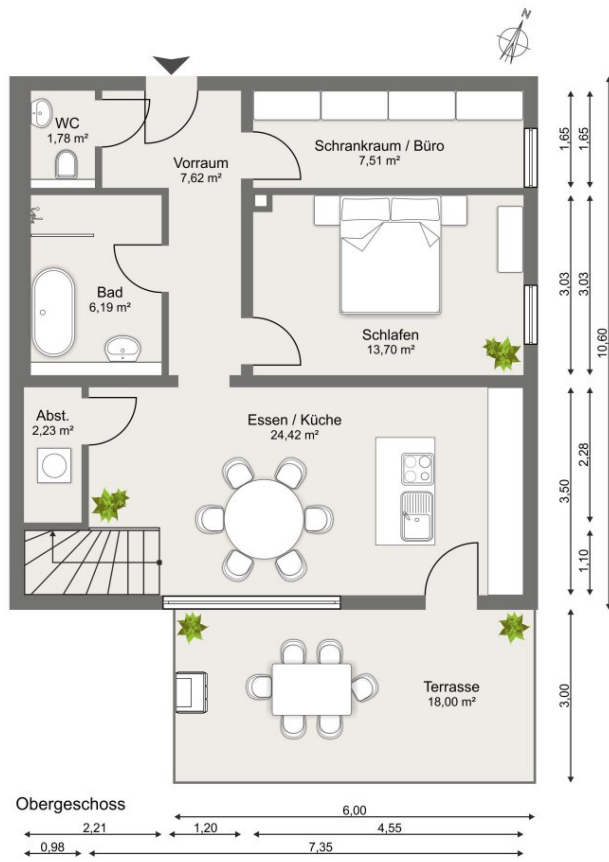 N
WC
1,78 m²
Vorraum
7,62 m²
Schrankraum / Büro
7,51 m²
1.65
1.65
Bad
6,19 m²
Schlafen
13,70 m²
3.03
3.03
10,60
Abst.
2,23 m²
Essen / Küche
24,42 m²
3.50
2,28
1,10
Terrasse
18,00 m²
3,00
Obergeschoss
6,00
2,21
1,20
4,55
0,98
7,35